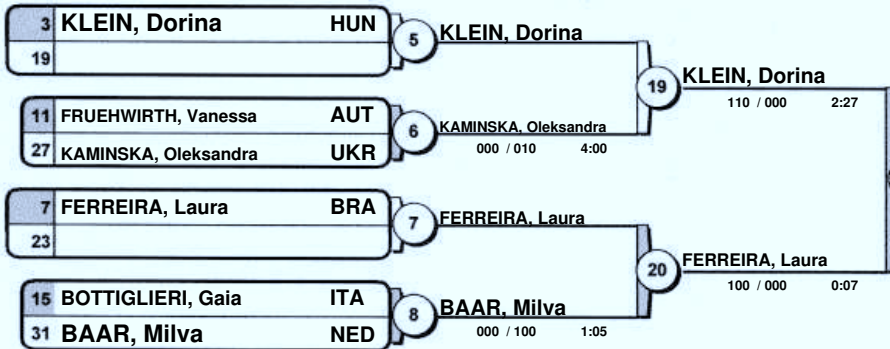 3 KLEIN, Dorina HUN
19
5
KLEIN, Dorina
11 FRUEHWIRTH, Vanessa AUT
27 KAMINSKA, Oleksandra UKR
6
KAMINSKA, Oleksandra
000 / 010 4:00
19
KLEIN, Dorina
110 / 000 2:27
7 FERREIRA, Laura BRA
23
7
FERREIRA, Laura
15 BOTTIGLIERI, Gaia ITA
31 BAAR, Milva NED
8
BAAR, Milva
000 / 100 1:05
20
FERREIRA, Laura
100 / 000 0:07